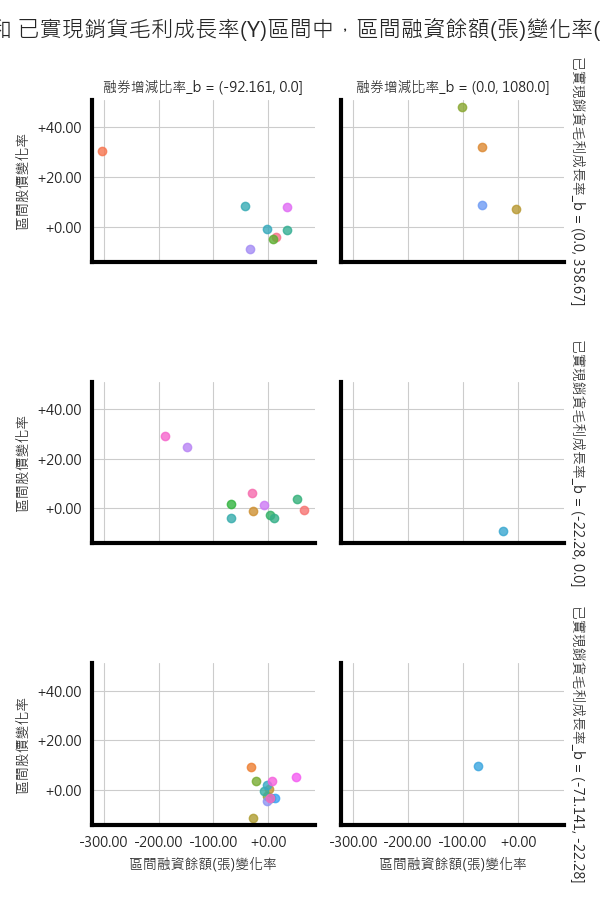 和 已實現銷貨毛利成長率(Y)區間中，區間融資餘額(張)變化率(
融券增減比率_b = (-92.161, 0.0]
融券增減比率_b = (0.0, 1080.0]
區間股價變化率
+40.00
+20.00
+0.00
已實現銷貨毛利成長率_b = (0.0, 358.67]
區間股價變化率
+40.00
+20.00
+0.00
已實現銷貨毛利成長率_b = (-22.28, 0.0]
區間股價變化率
+40.00
+20.00
+0.00
已實現銷貨毛利成長率_b = (-71.141, -22.28]
-300.00 -200.00 -100.00 +0.00
-300.00 -200.00 -100.00 +0.00
區間融資餘額(張)變化率
區間融資餘額(張)變化率